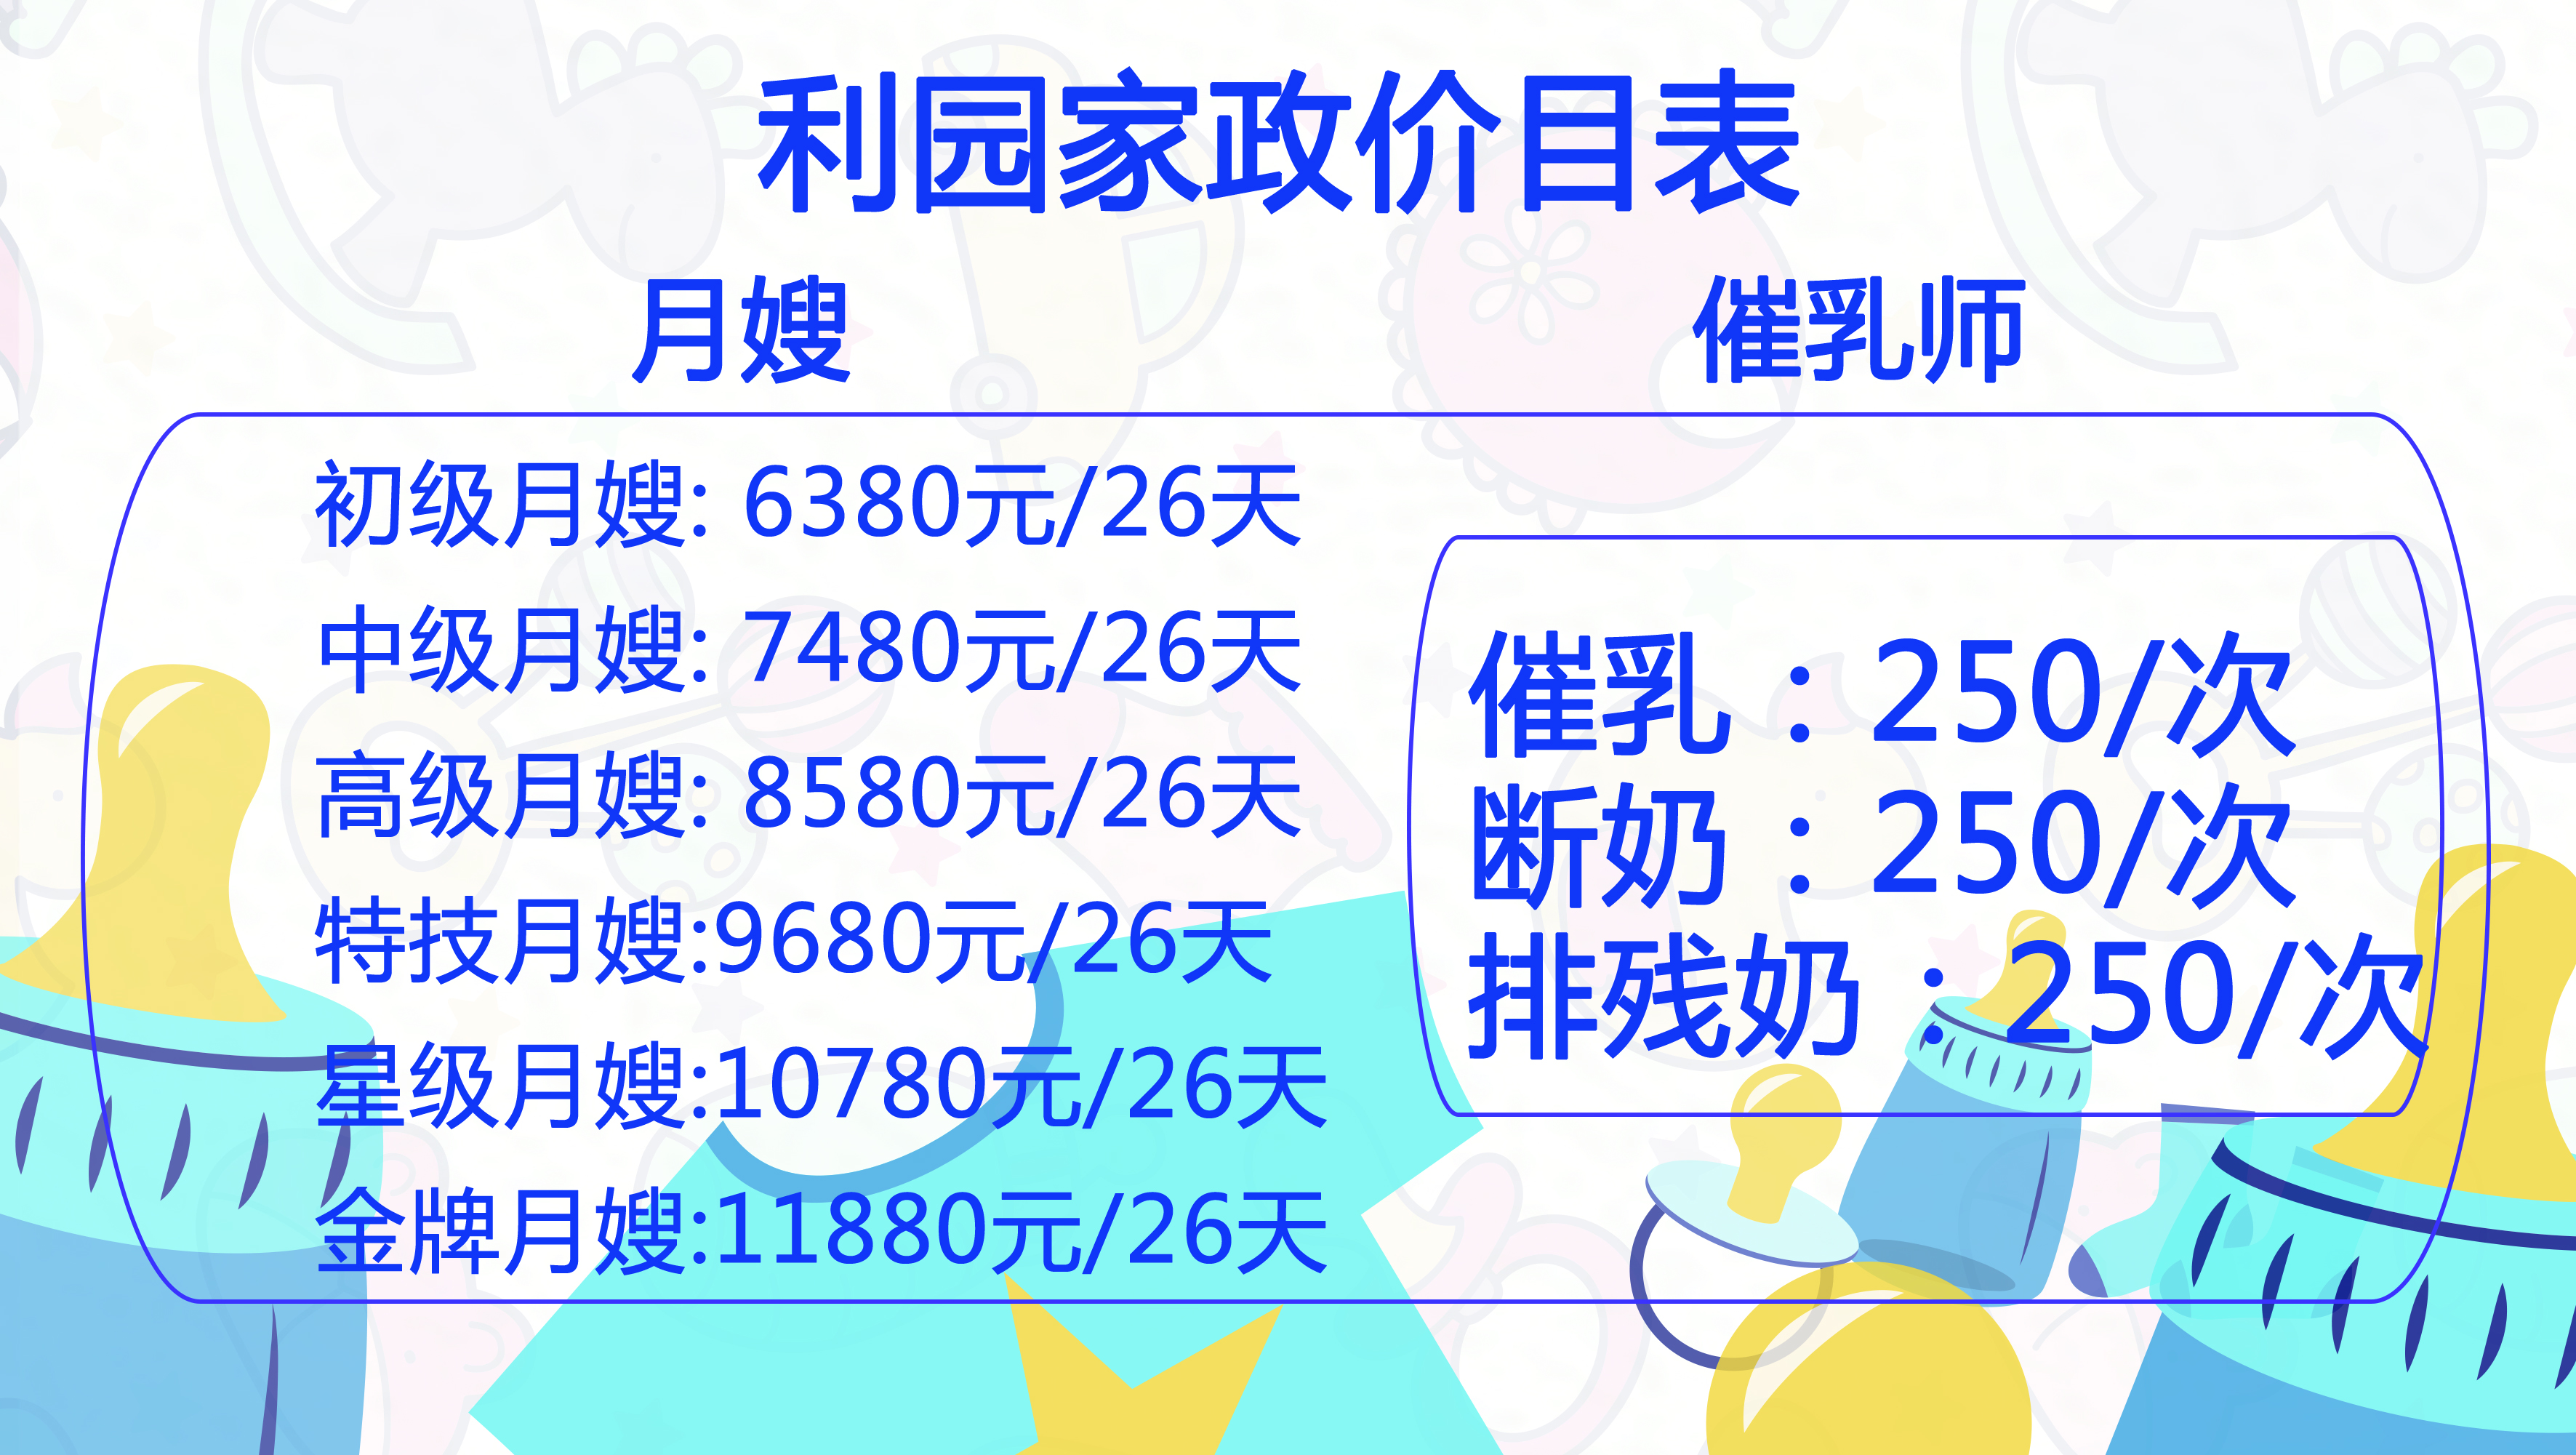 利园家政价目表
月嫂
催乳师
初级月嫂: 6380元/26天
中级月嫂: 7480元/26天
高级月嫂: 8580元/26天
特技月嫂:9680元/26天
星级月嫂:10780元/26天
金牌月嫂:11880元/26天
催乳：250/次
断奶：250/次
排残奶：250/次